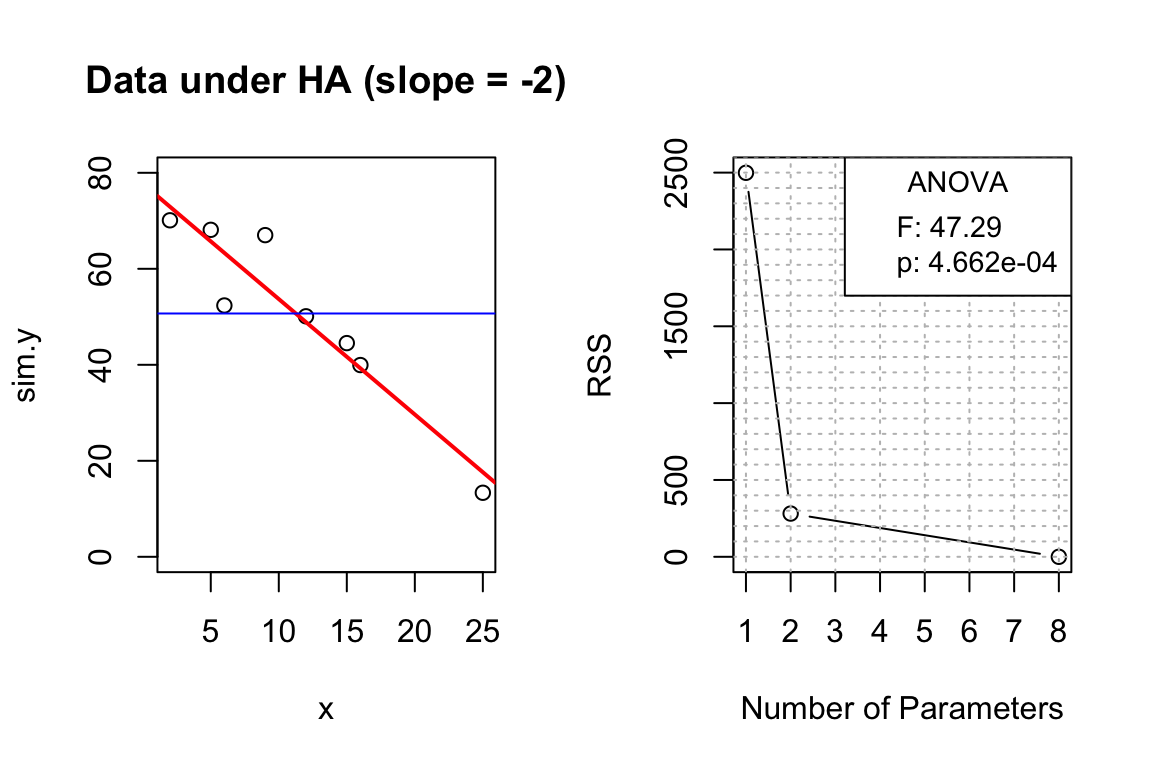 Data under HA (slope = -2)
sim.y
80
60
40
20
0
5 10 15 20 25
x
RSS
2500
1500
500
0
ANOVA
F: 47.29
p: 4.662e-04
1 2 3 4 5 6 7 8
Number of Parameters